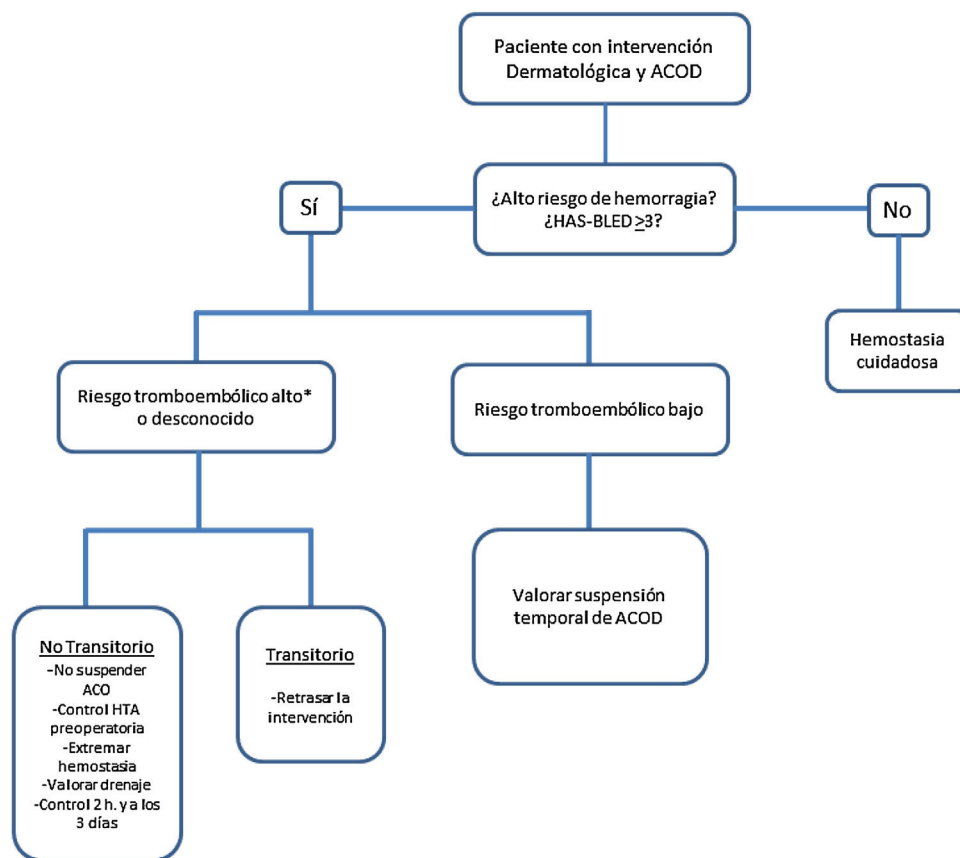 Paciente con intervención
Dermatológica y ACOD
¿Alto riesgo de hemorragia?
¿HAS-BLED ≥3?
Sí
No
Hemostasia
cuidadosa
Riesgo tromboembólico alto*
o desconocido
Riesgo tromboembólico bajo
No Transitorio
-No suspender
ACO
-Control HTA
preoperatoria
-Extremar
hemostasia
-Valorar drenaje
-Control 2 h. y a los
3 días
Transitorio
-Retrasar la
intervención
Valorar suspensión
temporal de ACOD